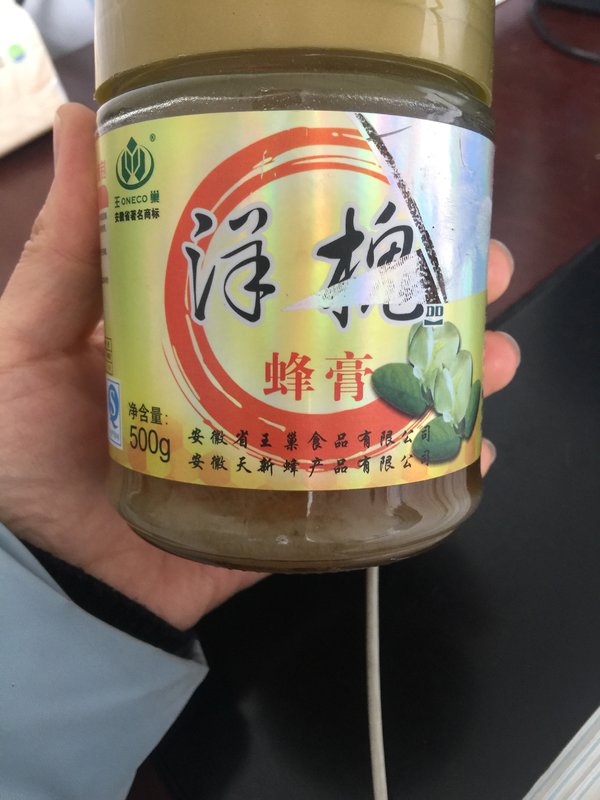 ®
王 ONECO 巢
安徽省著名商标
洋槐
蜂膏
净含量:
500g
安徽省王巢食品有限公司
安徽天新蜂产品有限公司